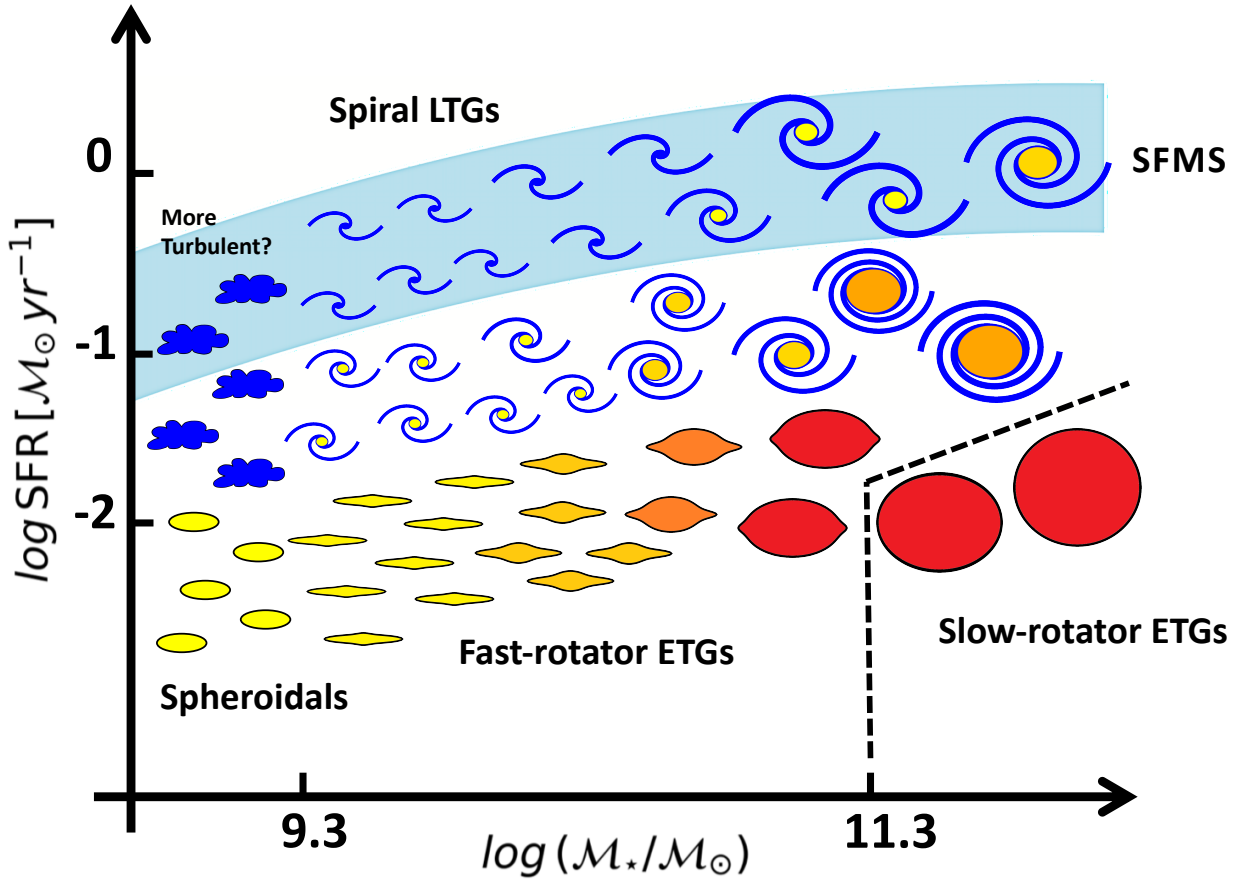 Spiral LTGs
SFMS
0
More
Turbulent?
-1
-2
log SFR [ℳ⊙ yr⁻¹]
Fast-rotator ETGs
Slow-rotator ETGs
Spheroidals
9.3
11.3
log (ℳ⋆/ℳ⊙)